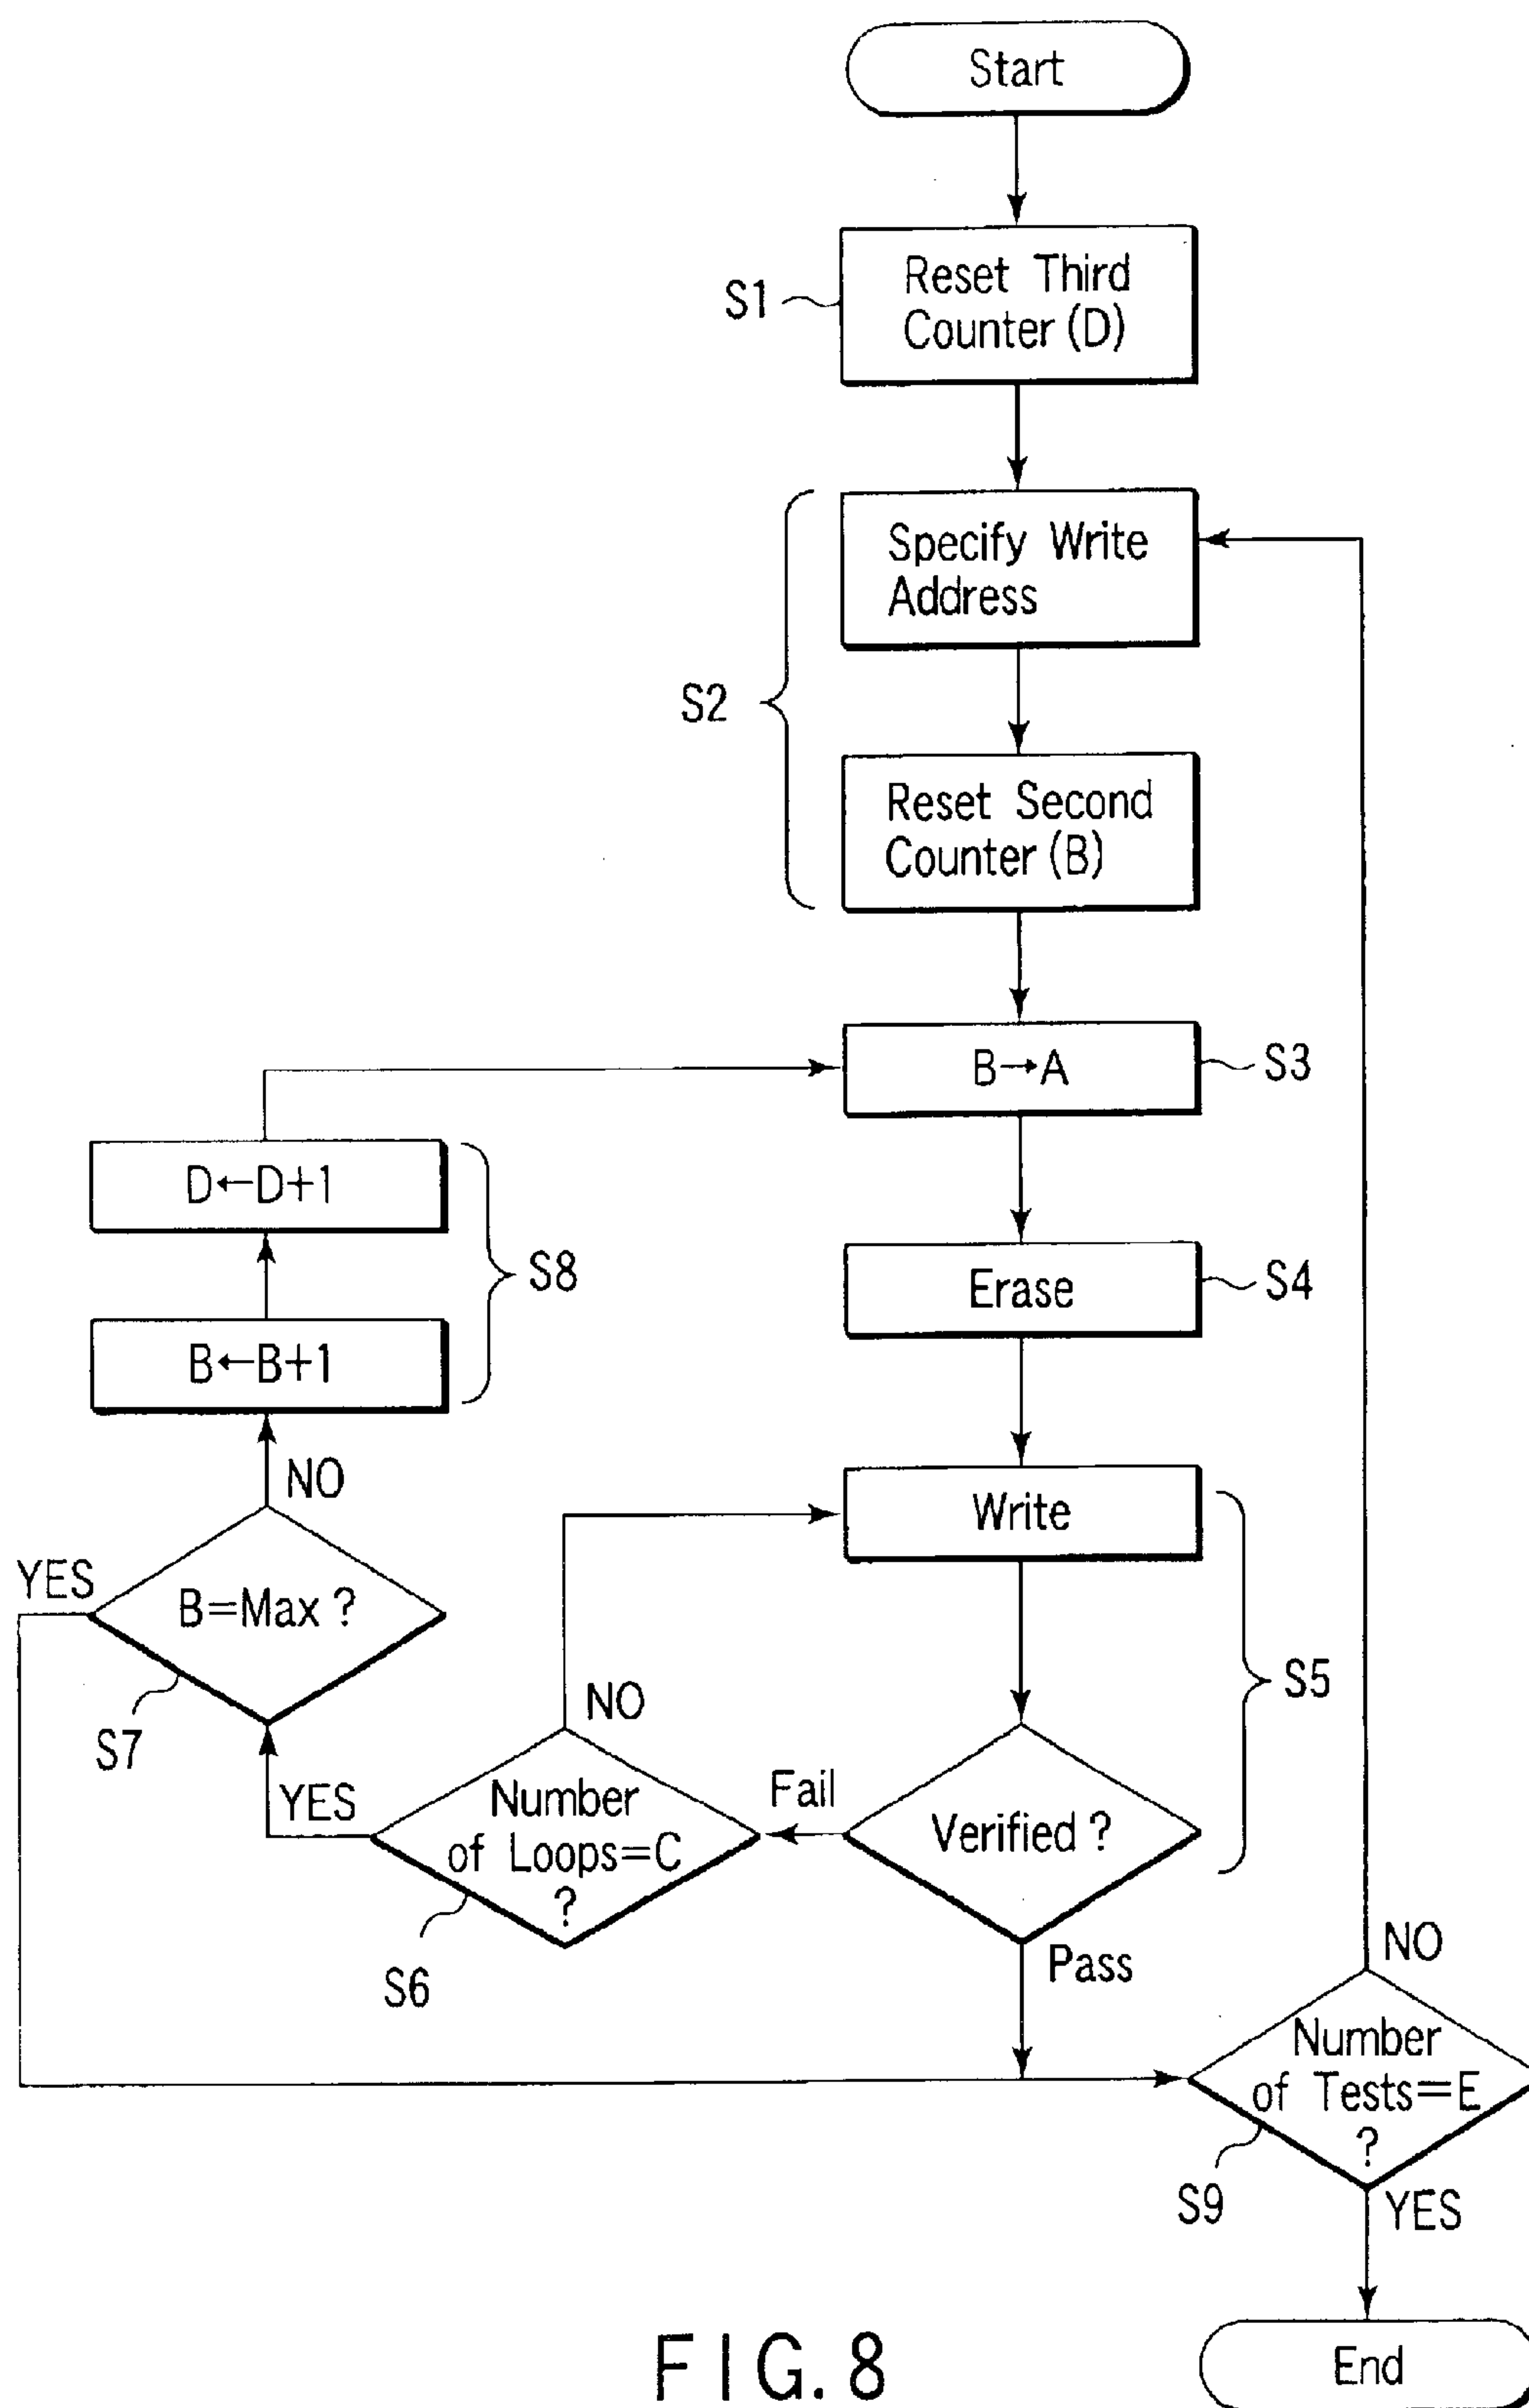 Start
S1
Reset Third
Counter (D)
S2
Specify Write
Address
Reset Second
Counter (B)
B→A
S3
D←D+1
S8
B←B+1
Erase
S4
NO
Write
YES
B=Max ?
S7
S5
NO
YES
Number
of Loops=C
?
Fail
Verified ?
S6
Pass
NO
Number
of Tests=E
?
S9
YES
End
FIG. 8